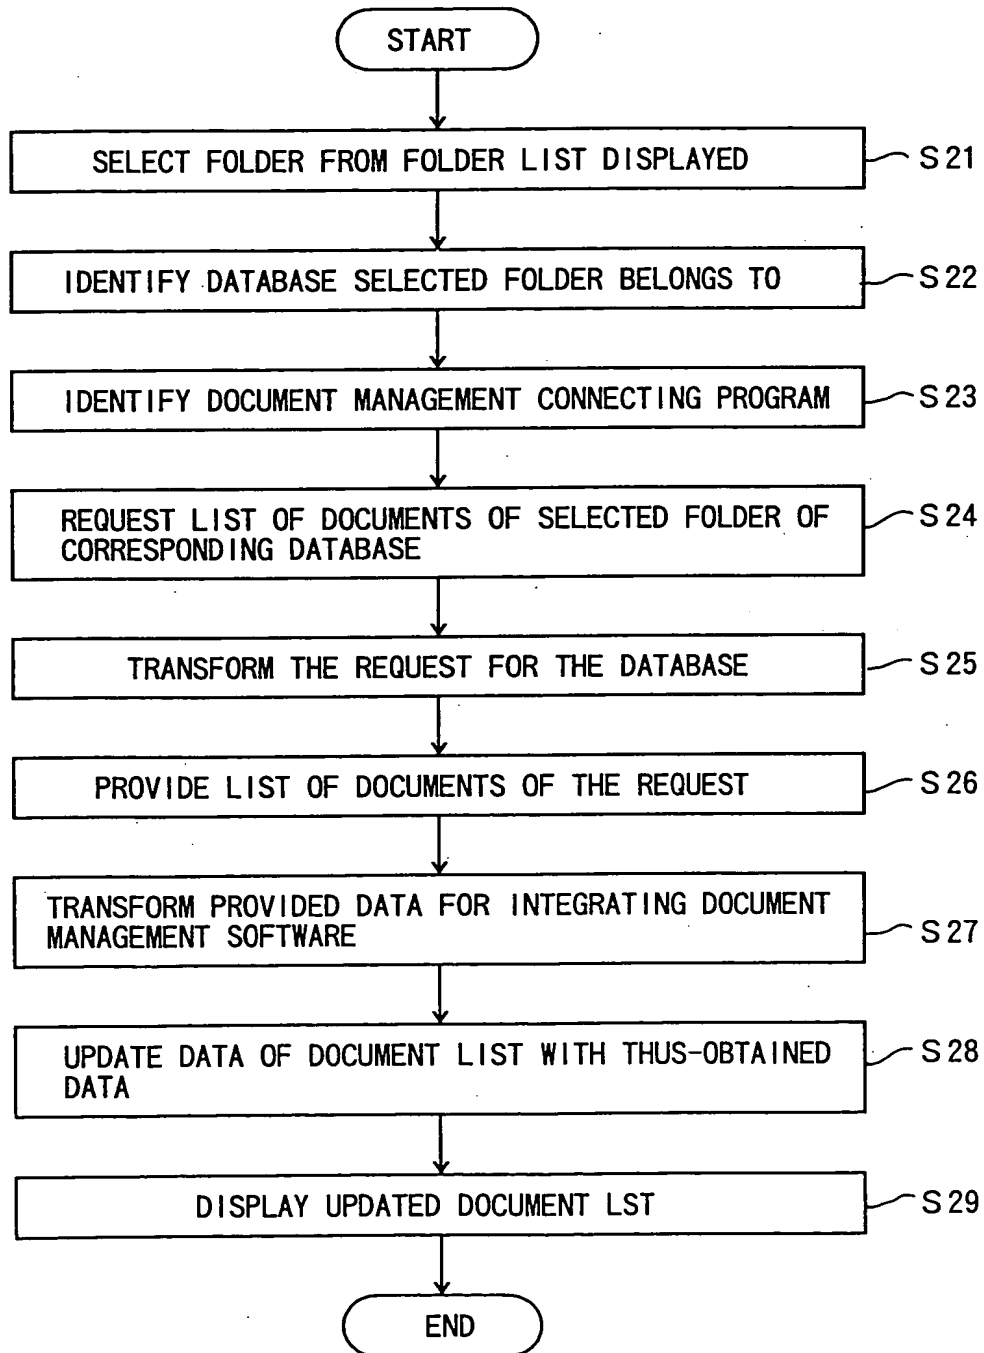 START
SELECT FOLDER FROM FOLDER LIST DISPLAYED
S21
IDENTIFY DATABASE SELECTED FOLDER BELONGS TO
S22
IDENTIFY DOCUMENT MANAGEMENT CONNECTING PROGRAM
S23
REQUEST LIST OF DOCUMENTS OF SELECTED FOLDER OF
CORRESPONDING DATABASE
S24
TRANSFORM THE REQUEST FOR THE DATABASE
S25
PROVIDE LIST OF DOCUMENTS OF THE REQUEST
S26
TRANSFORM PROVIDED DATA FOR INTEGRATING DOCUMENT
MANAGEMENT SOFTWARE
S27
UPDATE DATA OF DOCUMENT LIST WITH THUS-OBTAINED
DATA
S28
DISPLAY UPDATED DOCUMENT LST
S29
END